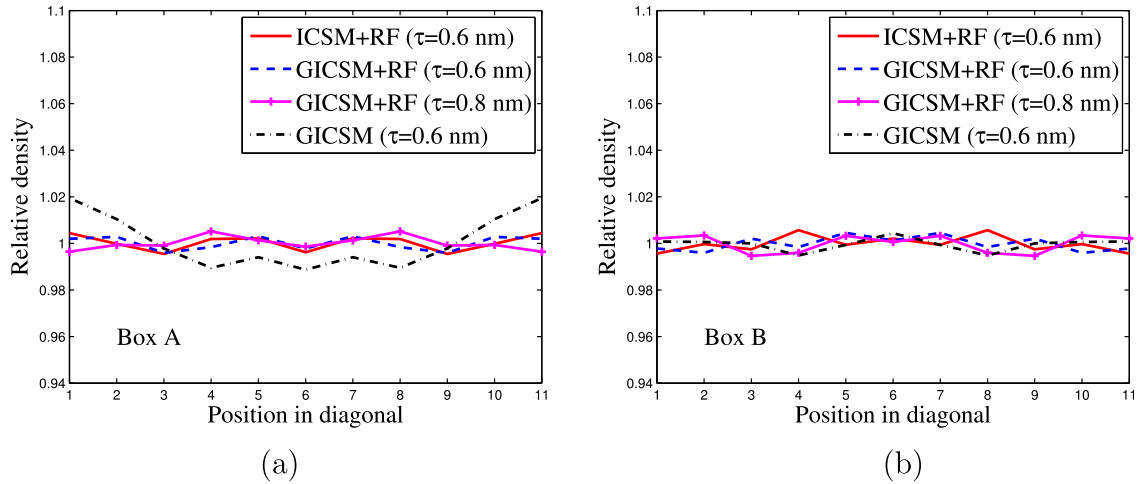 1.1
1.08
1.06
1.04
1.02
1
0.98
0.96
0.94
Relative density
ICSM+RF (τ=0.6 nm)
GICSM+RF (τ=0.6 nm)
GICSM+RF (τ=0.8 nm)
GICSM (τ=0.6 nm)
Box A
1 2 3 4 5 6 7 8 9 10 11
Position in diagonal
(a)
1.1
1.08
1.06
1.04
1.02
1
0.98
0.96
0.94
Relative density
ICSM+RF (τ=0.6 nm)
GICSM+RF (τ=0.6 nm)
GICSM+RF (τ=0.8 nm)
GICSM (τ=0.6 nm)
Box B
1 2 3 4 5 6 7 8 9 10 11
Position in diagonal
(b)